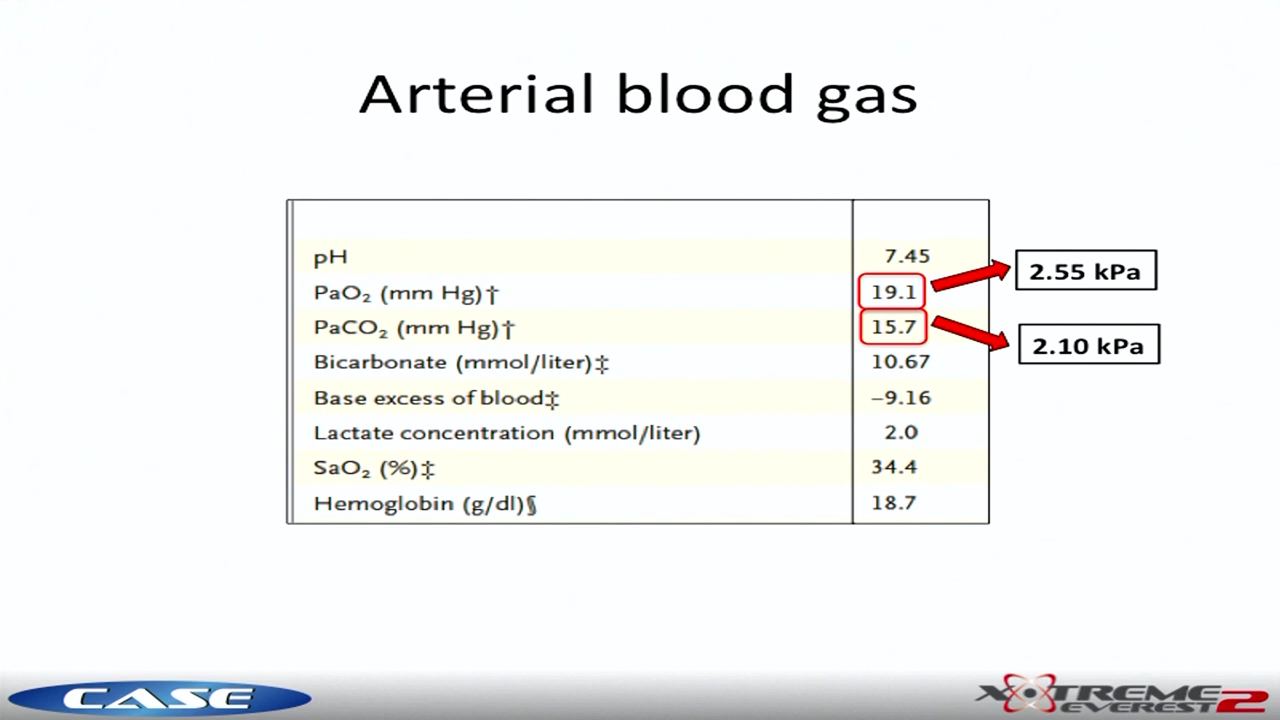 Arterial blood gas
pH 7.45
PaO₂ (mm Hg)† 19.1
2.55 kPa
PaCO₂ (mm Hg)† 15.7
2.10 kPa
Bicarbonate (mmol/liter)‡ 10.67
Base excess of blood‡ −9.16
Lactate concentration (mmol/liter) 2.0
SaO₂ (%)‡ 34.4
Hemoglobin (g/dl)§ 18.7
CASE
XTREME
EVEREST 2